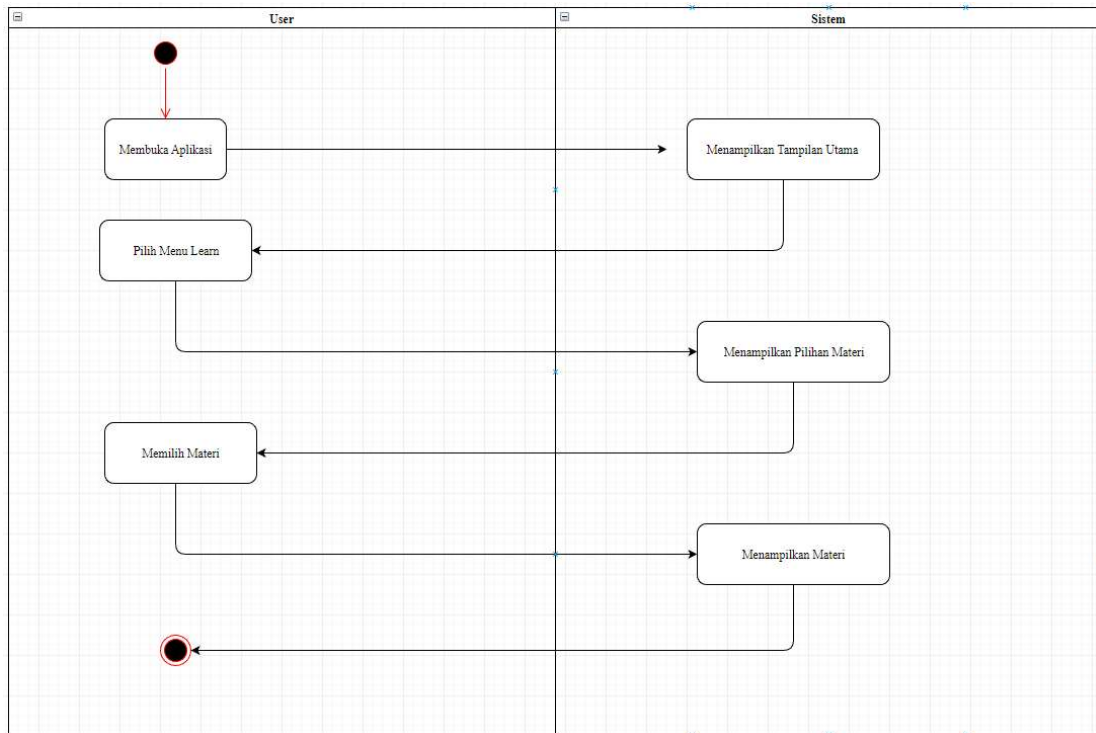 User
Sistem
Membuka Aplikasi
Menampilkan Tampilan Utama
Pilih Menu Learn
Menampilkan Pilihan Materi
Memilih Materi
Menampilkan Materi